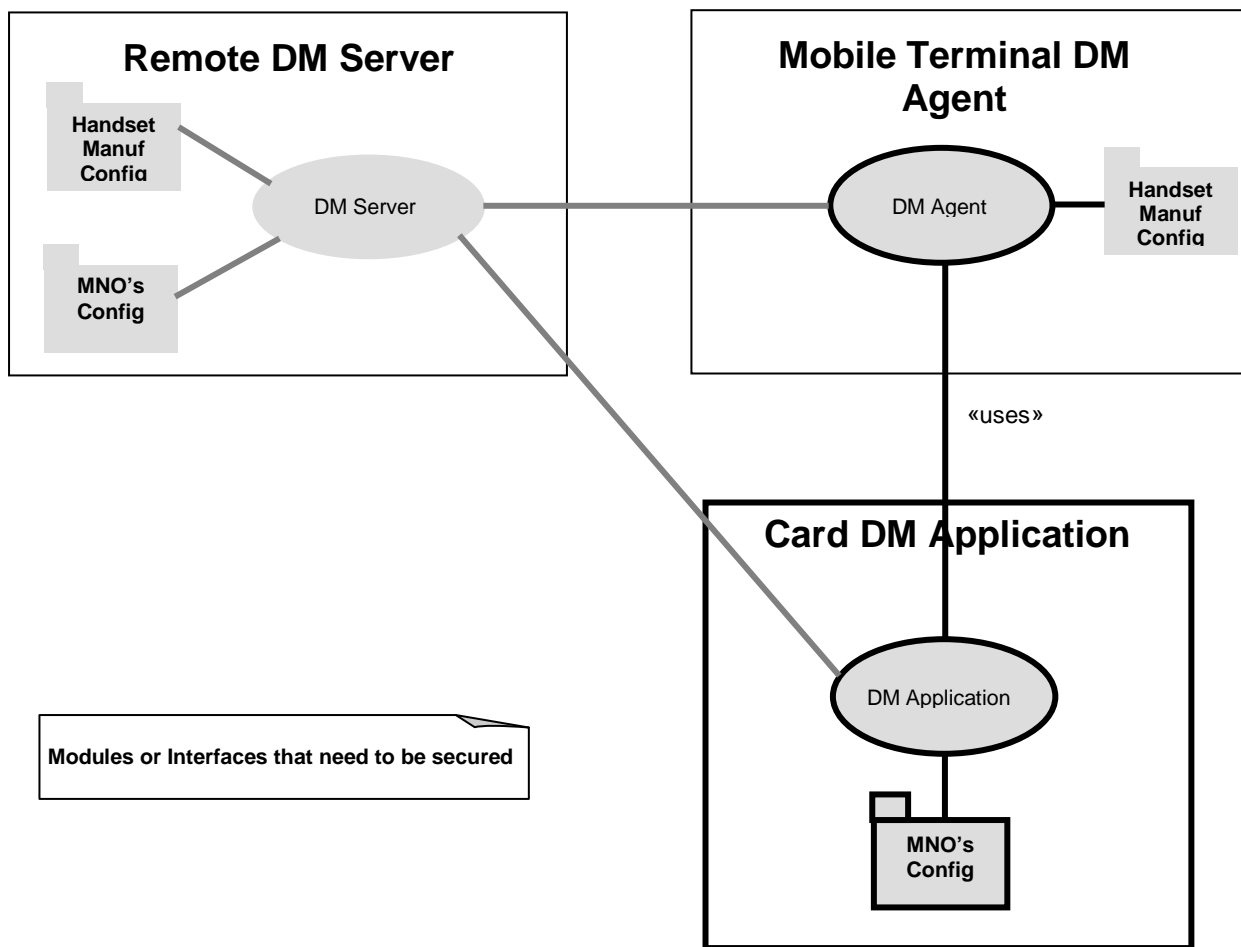 Remote DM Server
Handset
Manuf
Config
DM Server
MNO's
Config
Mobile Terminal DM
Agent
DM Agent
Handset
Manuf
Config
«uses»
Card DM Application
DM Application
MNO's
Config
Modules or Interfaces that need to be secured